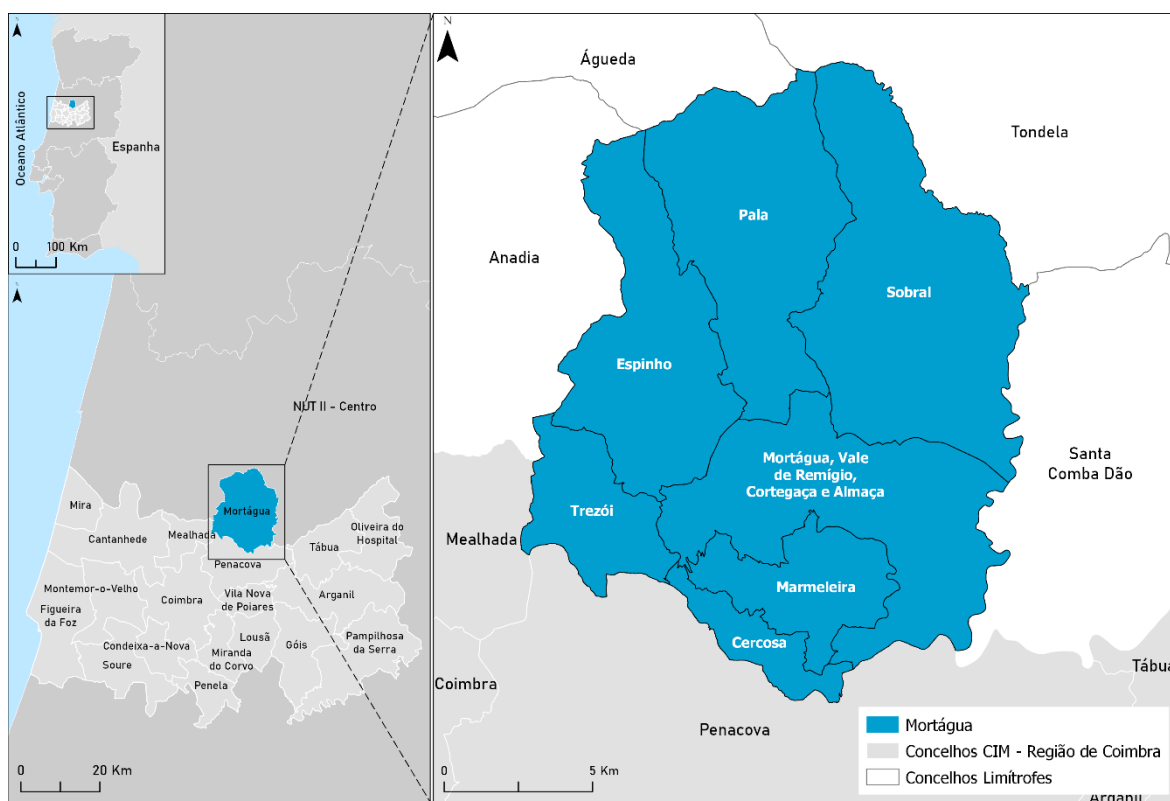 N
Oceano Atlântico
Espanha
0 100 Km
N
NUT II - Centro
Mortágua
Mira
Cantanhede
Mealhada
Oliveira do
Hospital
Tábua
Penacova
Montemor-o-Velho
Coimbra
Vila Nova
de Poiares
Arganil
Figueira
da Foz
Condeixa-a-Nova
Lousã
Góis
Pampilhosa
da Serra
Soure
Miranda
do Corvo
Penela
0 20 Km
N
Águeda
Tondela
Pala
Anadia
Sobral
Espinho
Mortágua, Vale
de Remígio,
Cortegaça e Almaça
Santa
Comba Dão
Trezói
Mealhada
Marmeleira
Cercosa
Coimbra
Tábua
Penacova
0 5 Km
Mortágua
Concelhos CIM - Região de Coimbra
Concelhos Limítrofes
Arganil